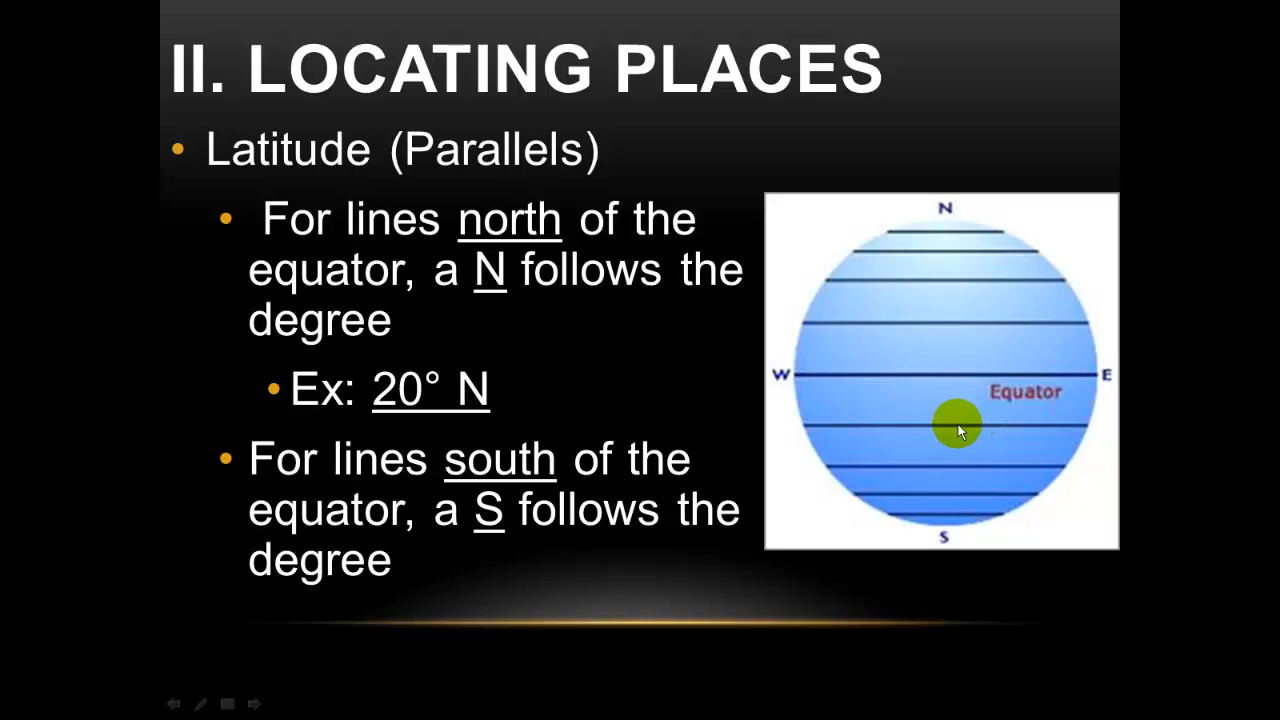 II. LOCATING PLACES
• Latitude (Parallels)
• For lines north of the
equator, a N follows the
degree
• Ex: 20° N
• For lines south of the
equator, a S follows the
degree
N
W
E
Equator
S